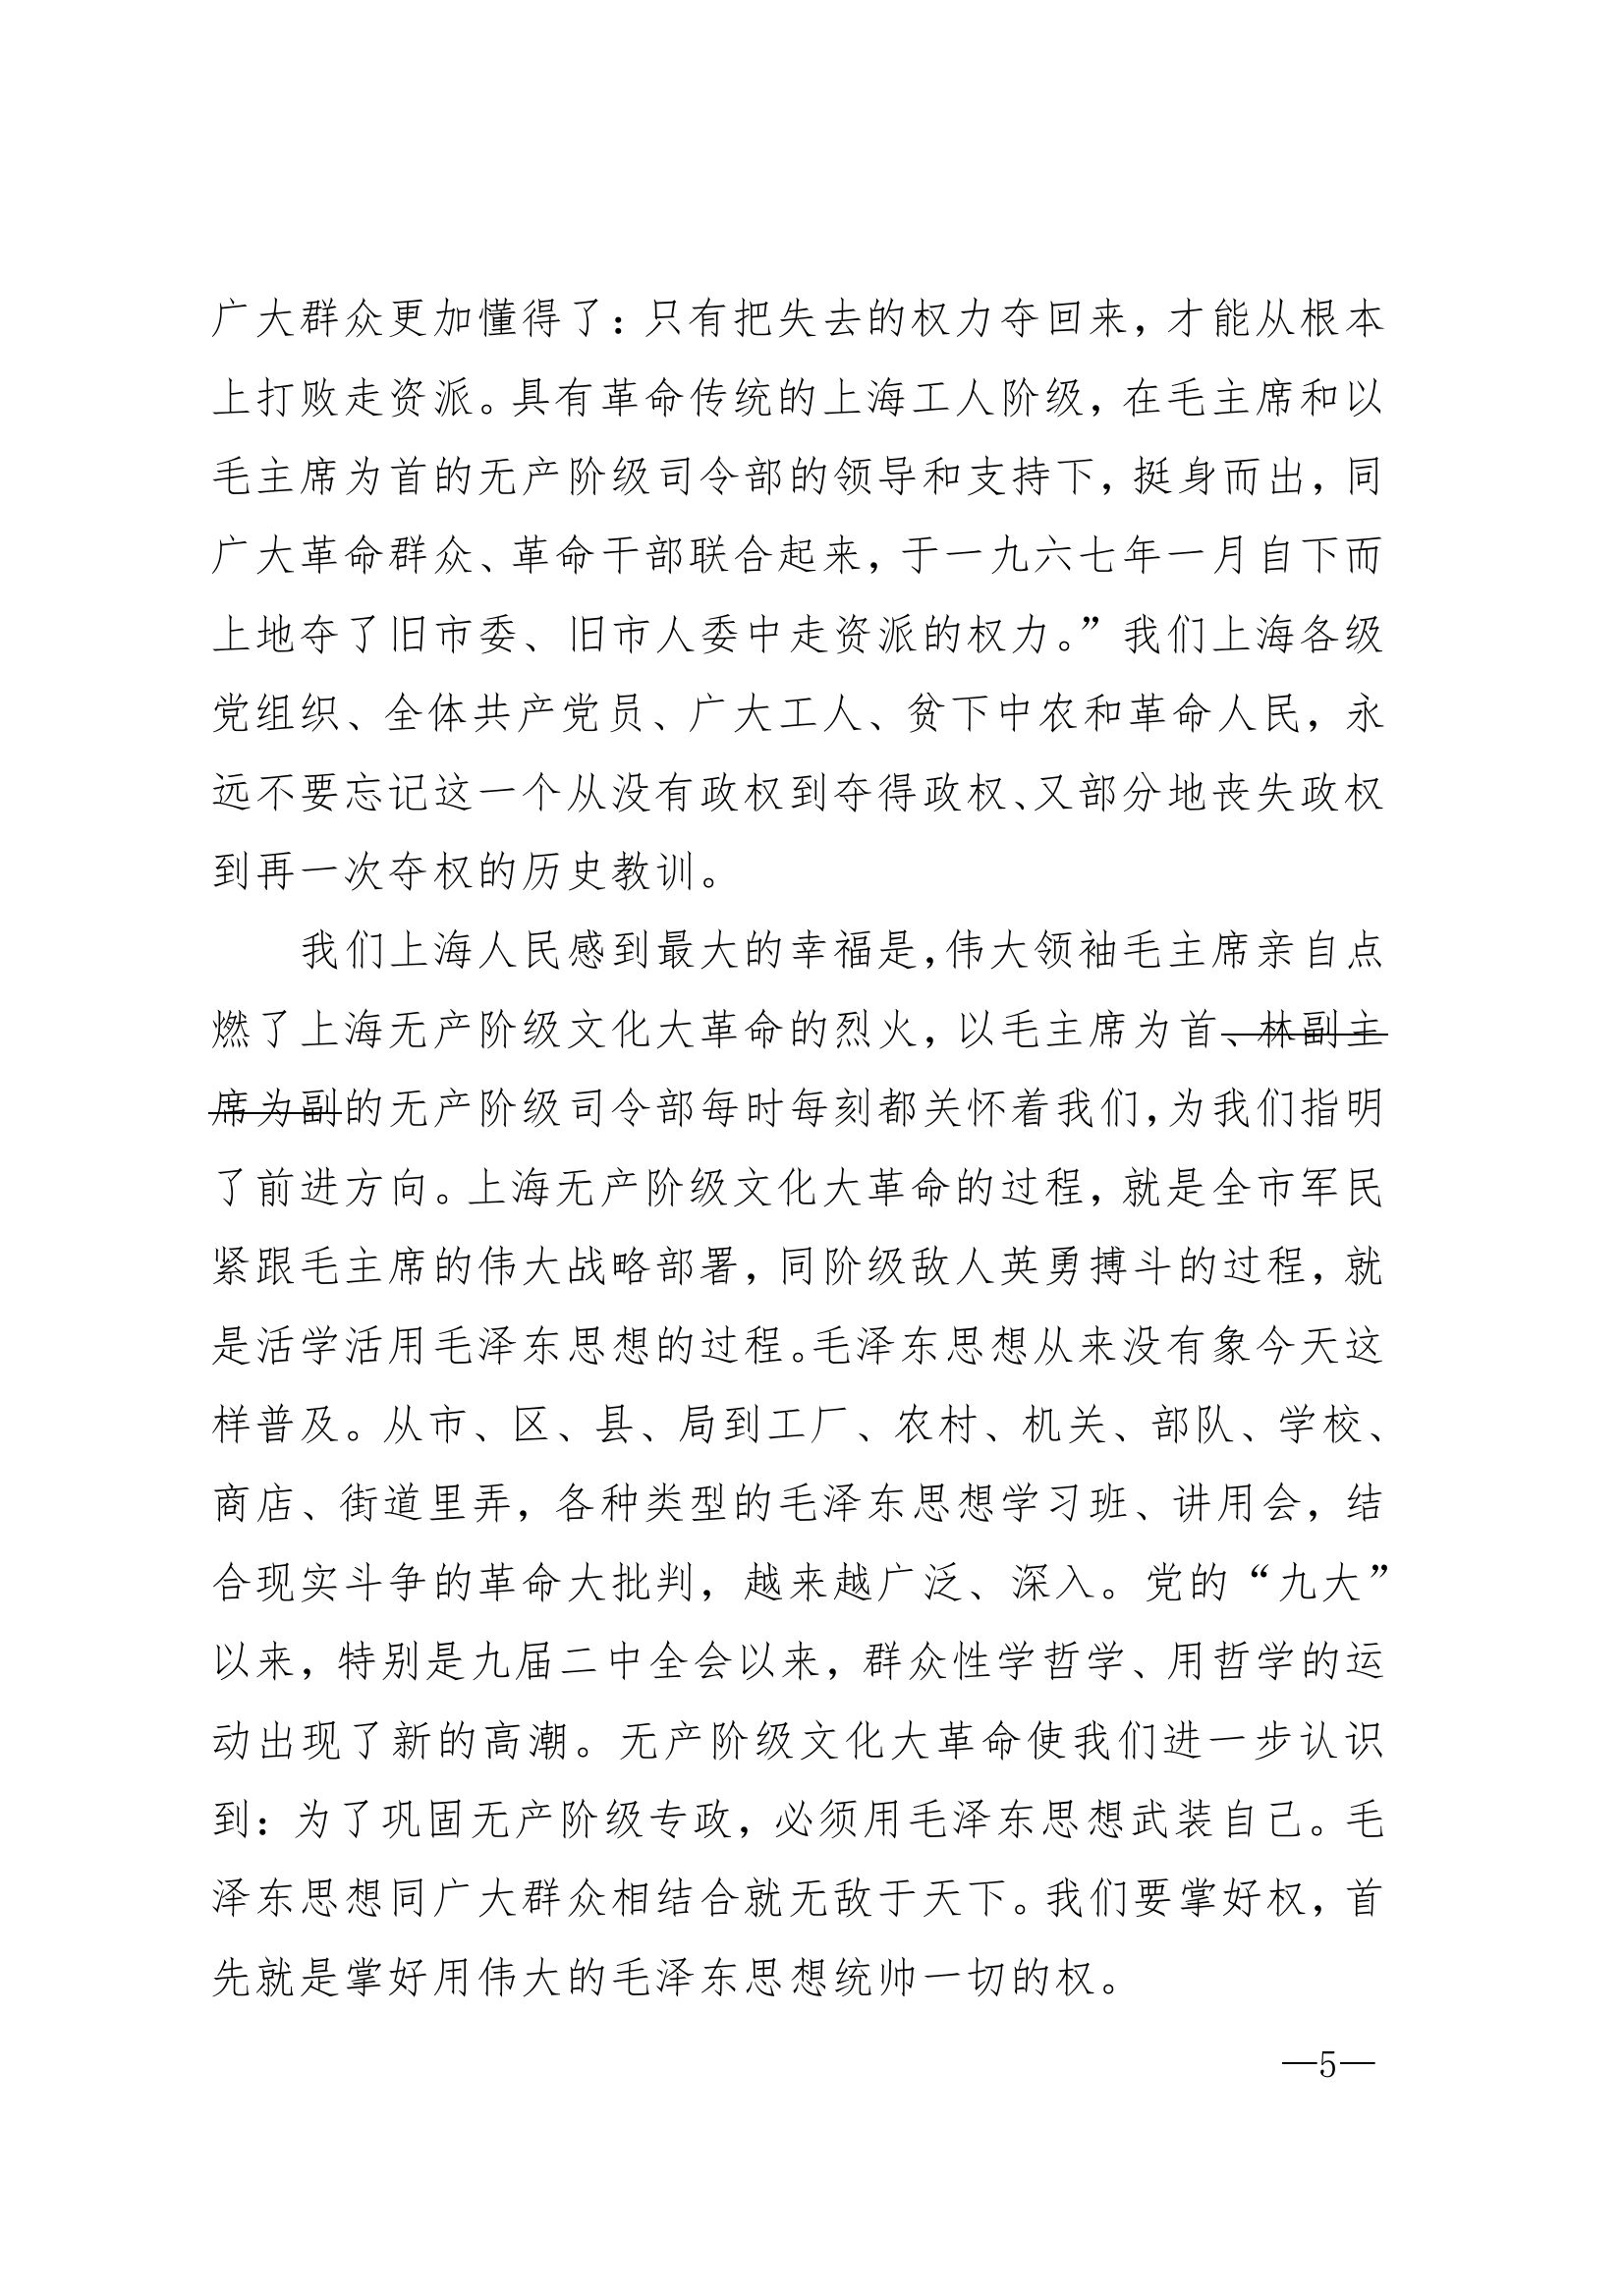 广大群众更加懂得了：只有把失去的权力夺回来，才能从根本
上打败走资派。具有革命传统的上海工人阶级，在毛主席和以
毛主席为首的无产阶级司令部的领导和支持下，挺身而出，同
广大革命群众、革命干部联合起来，于一九六七年一月自下而
上地夺了旧市委、旧市人委中走资派的权力。”我们上海各级
党组织、全体共产党员、广大工人、贫下中农和革命人民，永
远不要忘记这一个从没有政权到夺得政权、又部分地丧失政权
到再一次夺权的历史教训。
我们上海人民感到最大的幸福是，伟大领袖毛主席亲自点
燃了上海无产阶级文化大革命的烈火，以毛主席为首、林副主
席为副的无产阶级司令部每时每刻都关怀着我们，为我们指明
了前进方向。上海无产阶级文化大革命的过程，就是全市军民
紧跟毛主席的伟大战略部署，同阶级敌人英勇搏斗的过程，就
是活学活用毛泽东思想的过程。毛泽东思想从来没有象今天这
样普及。从市、区、县、局到工厂、农村、机关、部队、学校、
商店、街道里弄，各种类型的毛泽东思想学习班、讲用会，结
合现实斗争的革命大批判，越来越广泛、深入。党的“九大”
以来，特别是九届二中全会以来，群众性学哲学、用哲学的运
动出现了新的高潮。无产阶级文化大革命使我们进一步认识
到：为了巩固无产阶级专政，必须用毛泽东思想武装自己。毛
泽东思想同广大群众相结合就无敌于天下。我们要掌好权，首
先就是掌好用伟大的毛泽东思想统帅一切的权。
—5—